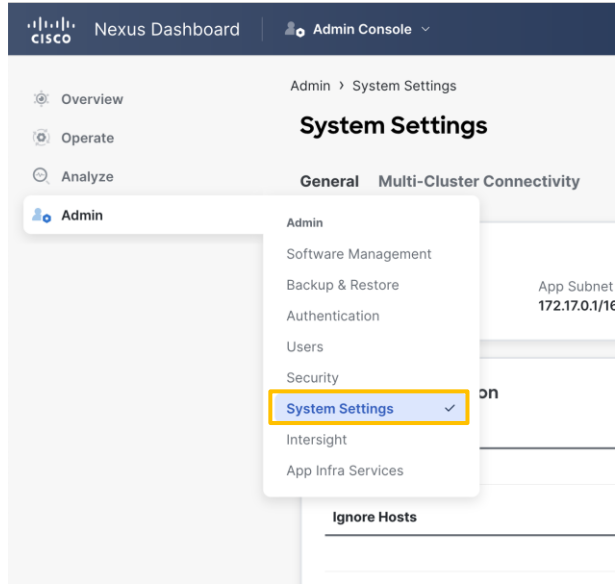 CISCO
Nexus Dashboard
Admin Console
Overview
Operate
Analyze
Admin
Admin > System Settings
System Settings
General Multi-Cluster Connectivity
Admin
Software Management
Backup & Restore
Authentication
Users
Security
System Settings
Intersight
App Infra Services
App Subnet
172.17.0.1/16
on
Ignore Hosts